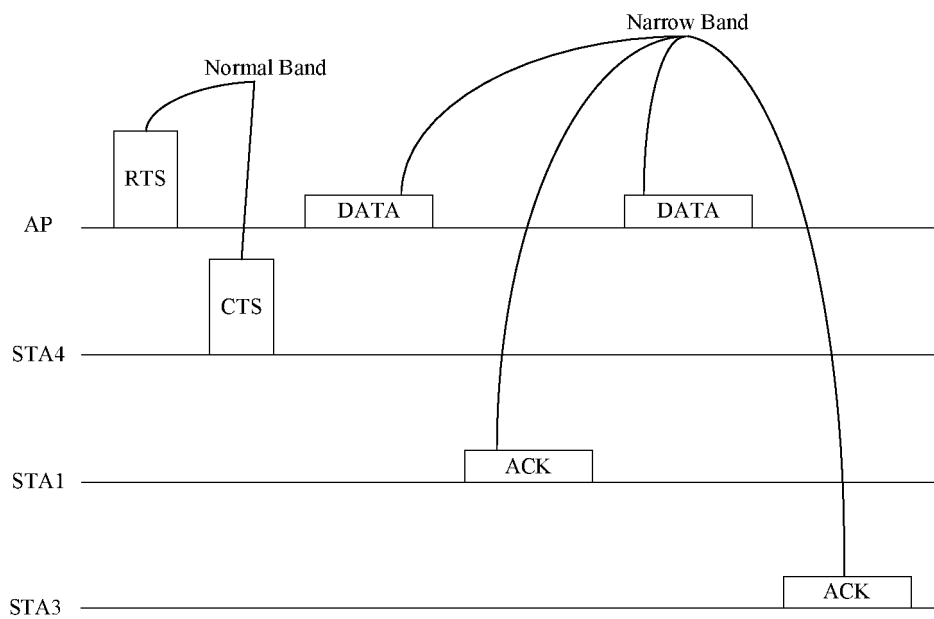 Narrow Band
Normal Band
RTS
DATA
DATA
AP
CTS
STA4
ACK
STA1
ACK
STA3